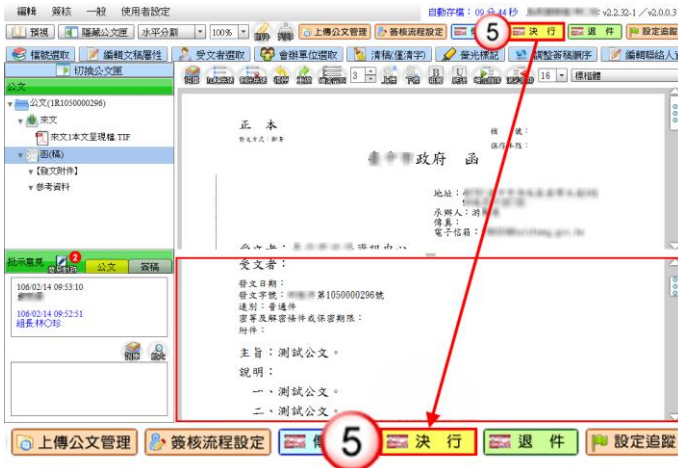 編輯 簽核 一般 使用者設定
自動存檔：09 分 44 秒
v2.2.32-1／v2.0.0.3
預視 隱藏公文匣 水平分割 100% 上傳公文管理 簽核流程設定 5 決 行 退 件 設定追蹤
檔號選取 編輯文稿屬性 受文者選取 會辦單位選取 清稿(僅清字) 螢光標記 調整簽稿順序 編輯聯絡人資
切換公文匣
3 16 標楷體
公文
公文(1R1050000296)
來文
來文1本文呈現檔.TIF
函(稿)
【發文附件】
參考資料
正 本
檔 號：
保存年限：
政府 函
地址：
承辦人：游
傳真：
電子信箱：
批示意見 2 公文 簽稿
106/02/14 09:53:10
106/02/14 09:52:51
組長林○珍
受文者：
發文日期：
發文字號： 第1050000296號
速別：普通件
密等及解密條件或保密期限：
附件：
主旨：測試公文。
說明：
一、測試公文。
二、測試公文。
上傳公文管理 簽核流程設定 5 決 行 退 件 設定追蹤